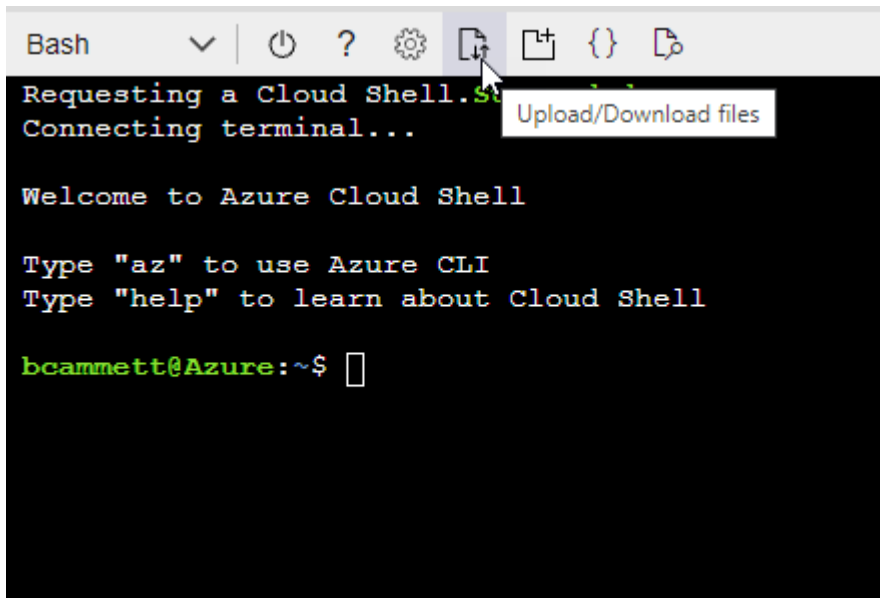 Bash ? {}
Requesting a Cloud Shell.
Upload/Download files
Connecting terminal...
Welcome to Azure Cloud Shell
Type "az" to use Azure CLI
Type "help" to learn about Cloud Shell
bcammett@Azure:~$